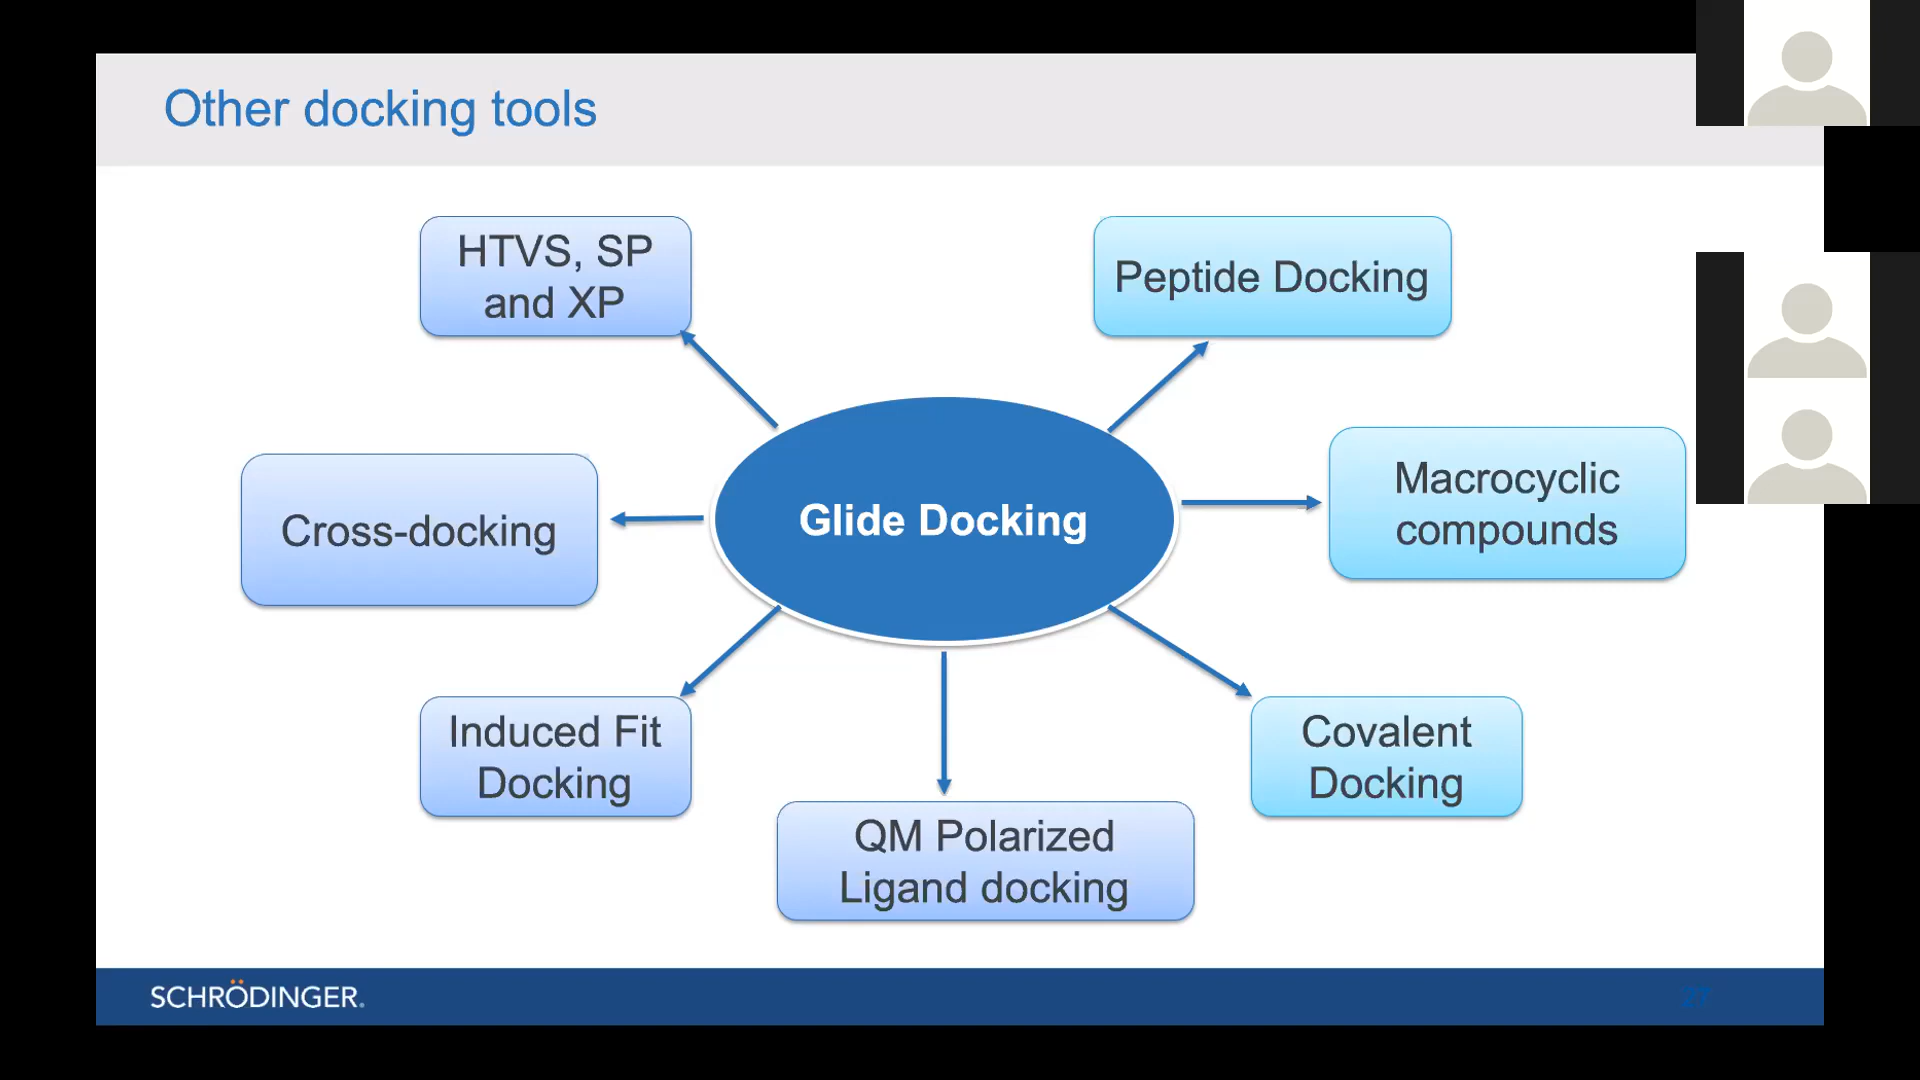 Other docking tools
HTVS, SP
and XP
Peptide Docking
Macrocyclic
compounds
Glide Docking
Cross-docking
Induced Fit
Docking
Covalent
Docking
QM Polarized
Ligand docking
SCHRÖDINGER.
27